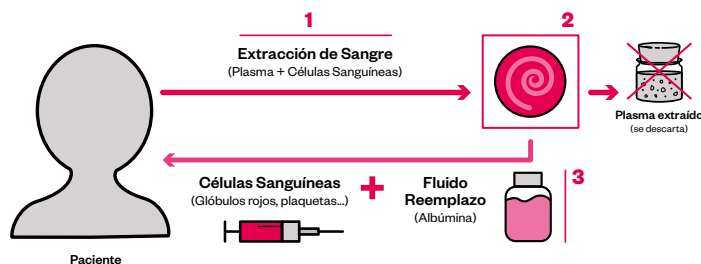 1
Extracción de Sangre
(Plasma + Células Sanguíneas)
2
Plasma extraído
(se descarta)
Células Sanguíneas
(Glóbulos rojos, plaquetas...)
+
Fluido
Reemplazo
(Albúmina)
3
Paciente